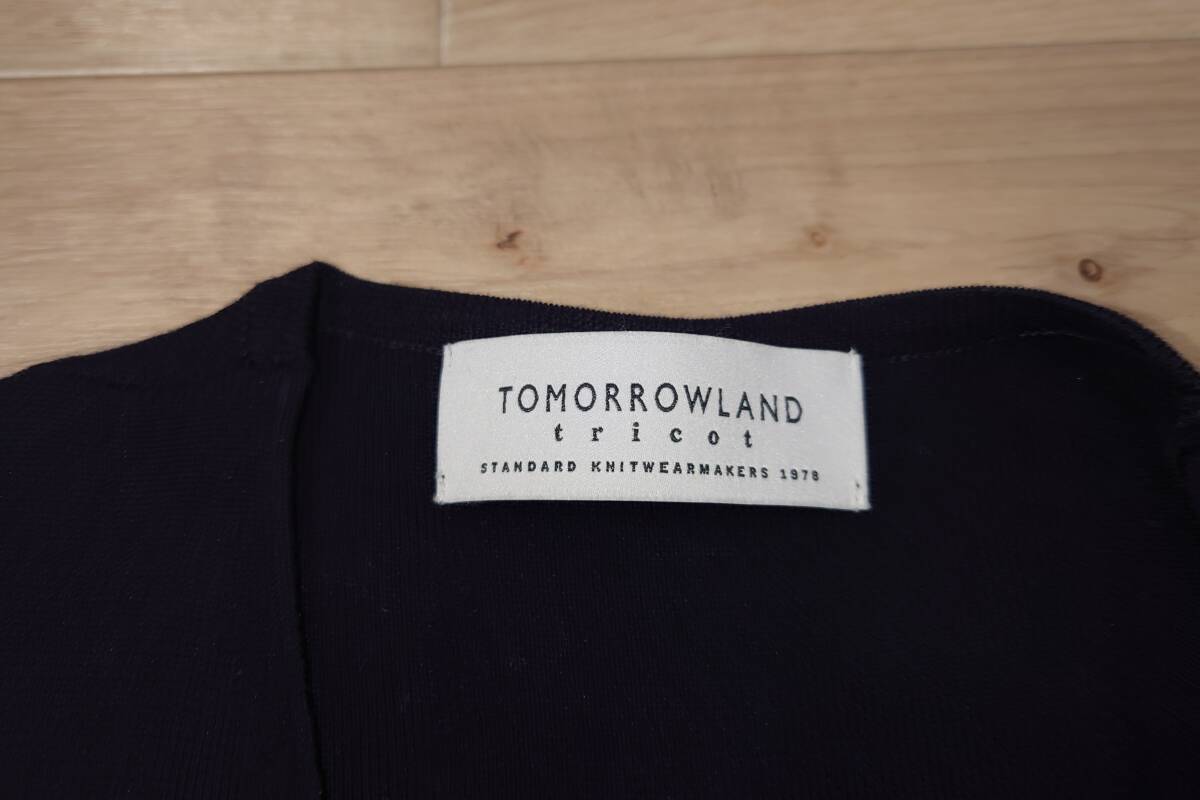 TOMORROWLAND
tricot
STANDARD KNITWEARMAKERS 1978